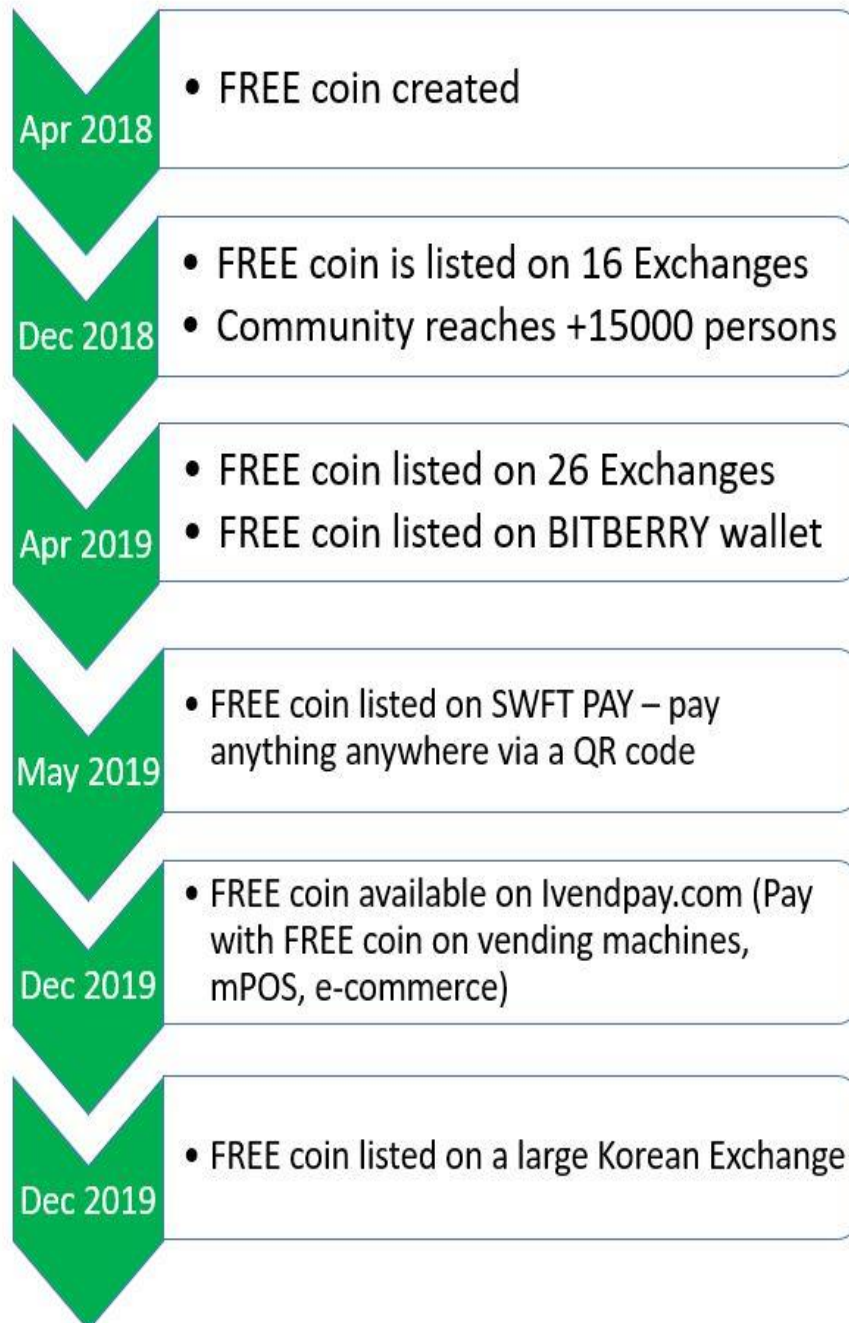 Apr 2018
• FREE coin created
Dec 2018
• FREE coin is listed on 16 Exchanges
• Community reaches +15000 persons
Apr 2019
• FREE coin listed on 26 Exchanges
• FREE coin listed on BITBERRY wallet
May 2019
• FREE coin listed on SWFT PAY – pay
anything anywhere via a QR code
Dec 2019
• FREE coin available on Ivendpay.com (Pay
with FREE coin on vending machines,
mPOS, e-commerce)
Dec 2019
• FREE coin listed on a large Korean Exchange